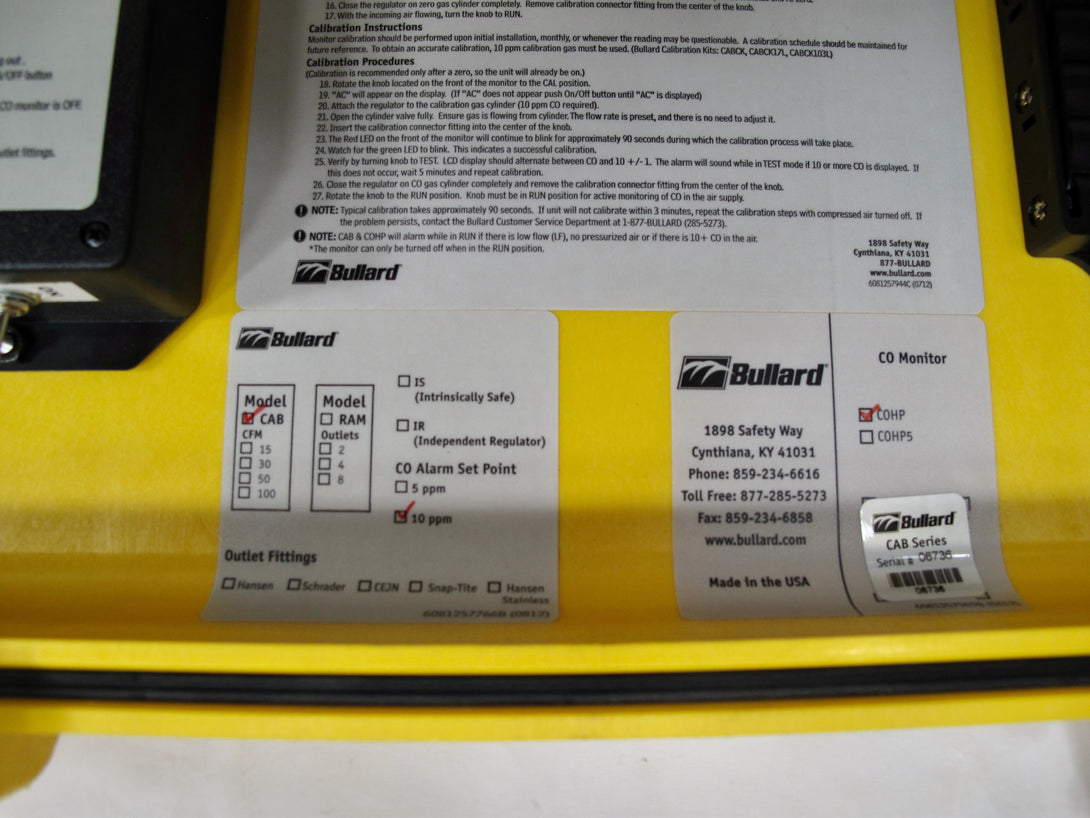 16. Close the regulator on zero gas cylinder completely. Remove calibration connector fitting from the center of the knob.
17. With the incoming air flowing, turn the knob to RUN.
Calibration Instructions
Monitor calibration should be performed upon initial installation, monthly, or whenever the reading may be questionable. A calibration schedule should be maintained for
future reference. To obtain an accurate calibration, 10 ppm calibration gas must be used. (Bullard Calibration Kits: CABCK, CABCK17L, CABCK103L)
Calibration Procedures
(Calibration is recommended only after a zero, so the unit will already be on.)
18. Rotate the knob located on the front of the monitor to the CAL position.
19. "AC" will appear on the display. (If "AC" does not appear push On/Off button until "AC" is displayed)
20. Attach the regulator to the calibration gas cylinder (10 ppm CO required).
21. Open the cylinder valve fully. Ensure gas is flowing from cylinder. The flow rate is preset, and there is no need to adjust it.
22. Insert the calibration connector fitting into the center of the knob.
23. The Red LED on the front of the monitor will continue to blink for approximately 90 seconds during which the calibration process will take place.
24. Watch for the green LED to blink. This indicates a successful calibration.
25. Verify by turning knob to TEST. LCD display should alternate between CO and 10 +/- 1. The alarm will sound while in TEST mode if 10 or more CO is displayed. If
this does not occur, wait 5 minutes and repeat calibration.
26. Close the regulator on CO gas cylinder completely and remove the calibration connector fitting from the center of the knob.
27. Rotate the knob to the RUN position. Knob must be in RUN position for active monitoring of CO in the air supply.
NOTE: Typical calibration takes approximately 90 seconds. If unit will not calibrate within 3 minutes, repeat the calibration steps with compressed air turned off. If
the problem persists, contact the Bullard Customer Service Department at 1-877-BULLARD (285-5273).
NOTE: CAB & COHP will alarm while in RUN if there is low flow (LF), no pressurized air or if there is 10+ CO in the air.
*The monitor can only be turned off when in the RUN position.
Bullard
1898 Safety Way
Cynthiana, KY 41031
877-BULLARD
www.bullard.com
6081257944C (0712)
out.
/OFF button
CO monitor is OFF.
utlet fittings.
Bullard
Model
CAB
CFM
15
30
50
100
Model
RAM
Outlets
2
4
8
IS
(Intrinsically Safe)
IR
(Independent Regulator)
CO Alarm Set Point
5 ppm
10 ppm
Outlet Fittings
Hansen Schrader CEJN Snap-Tite Hansen
Stainless
6081257766B (0812)
Bullard
1898 Safety Way
Cynthiana, KY 41031
Phone: 859-234-6616
Toll Free: 877-285-5273
Fax: 859-234-6858
www.bullard.com
Made in the USA
CO Monitor
COHP
COHP5
Bullard
CAB Series
Serial # 08736
08736